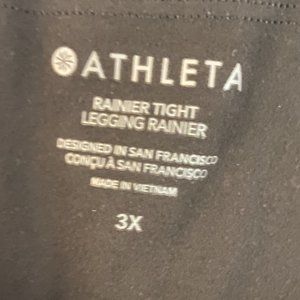 ATHLETA
RAINIER TIGHT
LEGGING RAINIER
DESIGNED IN SAN FRANCISCO
CONÇU À SAN FRANCISCO
MADE IN VIETNAM
3X